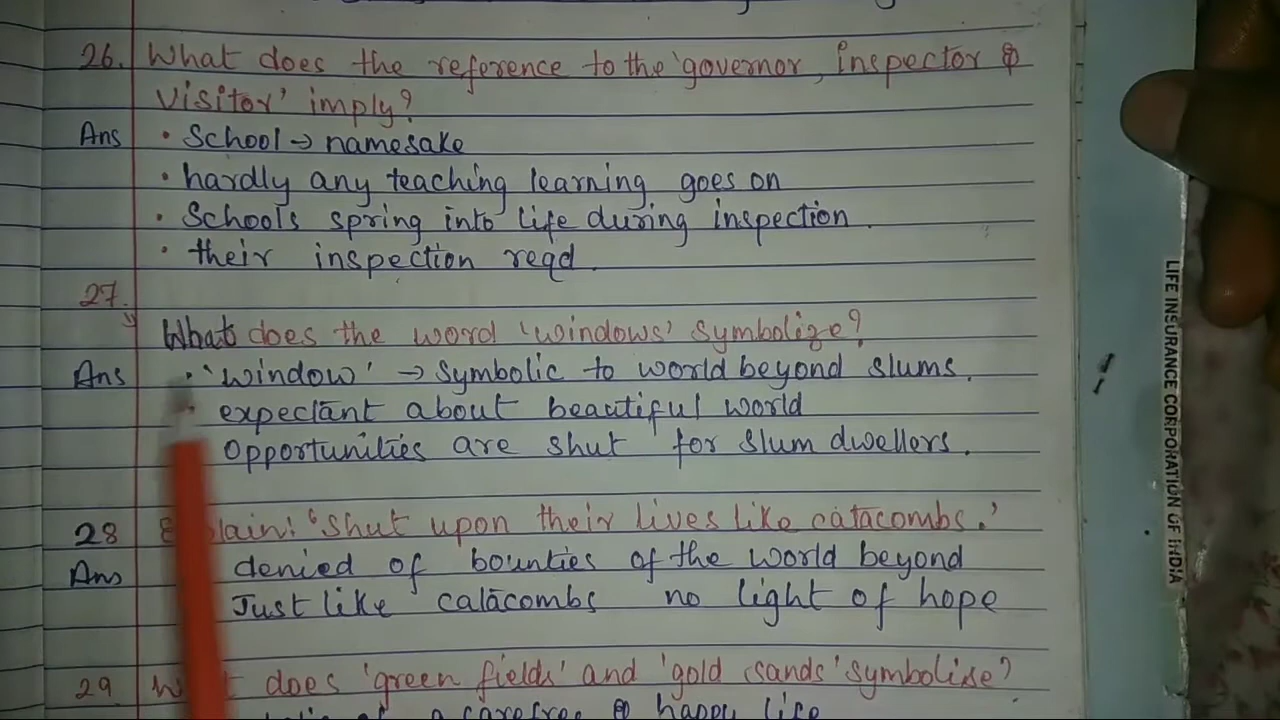 26. What does the reference to the 'governor, inspector &
visitor' imply?
Ans • School → namesake
• hardly any teaching learning goes on
• Schools spring into life during inspection.
• their inspection reqd.
27.
What does the word 'windows' symbolize?
Ans • 'window' → symbolic to world beyond slums.
• expectant about beautiful world
Opportunities are shut for slum dwellers.
28 'Shut upon their lives like catacombs.'
Ans denied of bounties of the world beyond
Just like catacombs no light of hope
29 does 'green fields' and 'gold sands' symbolise?
a carefree & happy life
LIFE INSURANCE CORPORATION OF INDIA